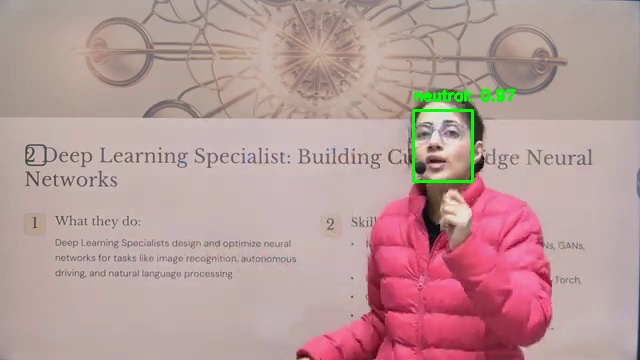 neutral: 0.97
2 Deep Learning Specialist: Building Cu dge Neural
Networks
1 What they do:
Deep Learning Specialists design and optimize neural
networks for tasks like image recognition, autonomous
driving, and natural language processing.
2 Skil
Ns, GANs,
Torch,